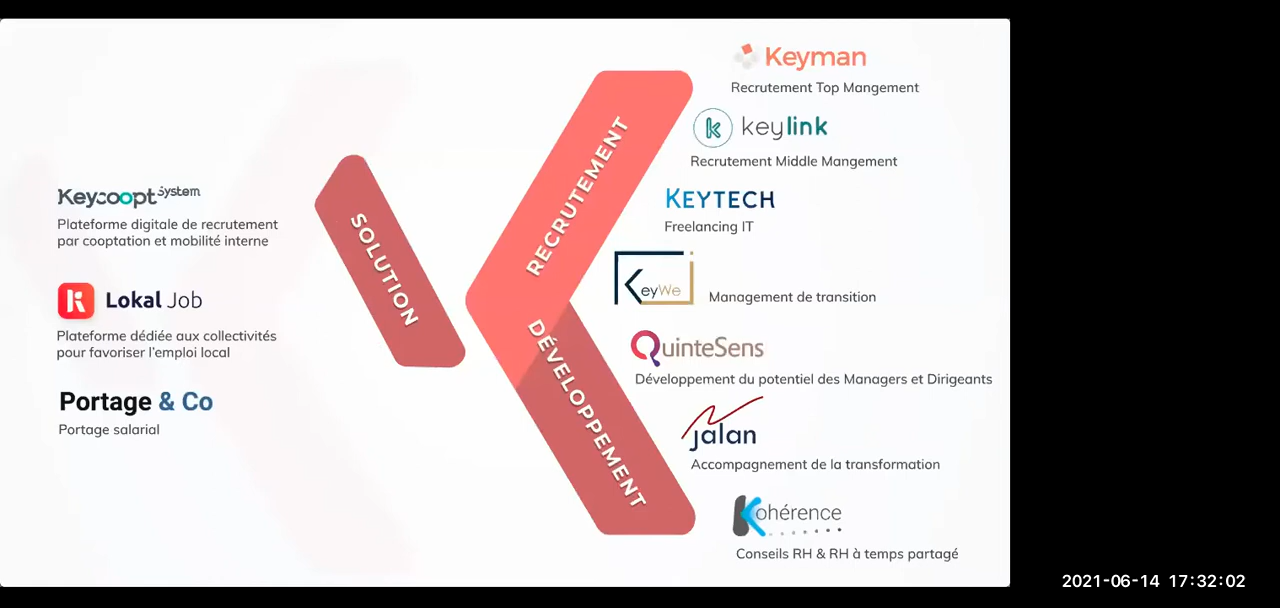 Keycoopt System
Plateforme digitale de recrutement
par cooptation et mobilité interne
Lokal Job
Plateforme dédiée aux collectivités
pour favoriser l'emploi local
Portage & Co
Portage salarial
SOLUTION
RECRUTEMENT
DÉVELOPPEMENT
Keyman
Recrutement Top Mangement
k keylink
Recrutement Middle Mangement
KEYTECH
Freelancing IT
KeyWe
Management de transition
QuinteSens
Développement du potentiel des Managers et Dirigeants
jalan
Accompagnement de la transformation
Kohérence
Conseils RH & RH à temps partagé
2021-06-14 17:32:02